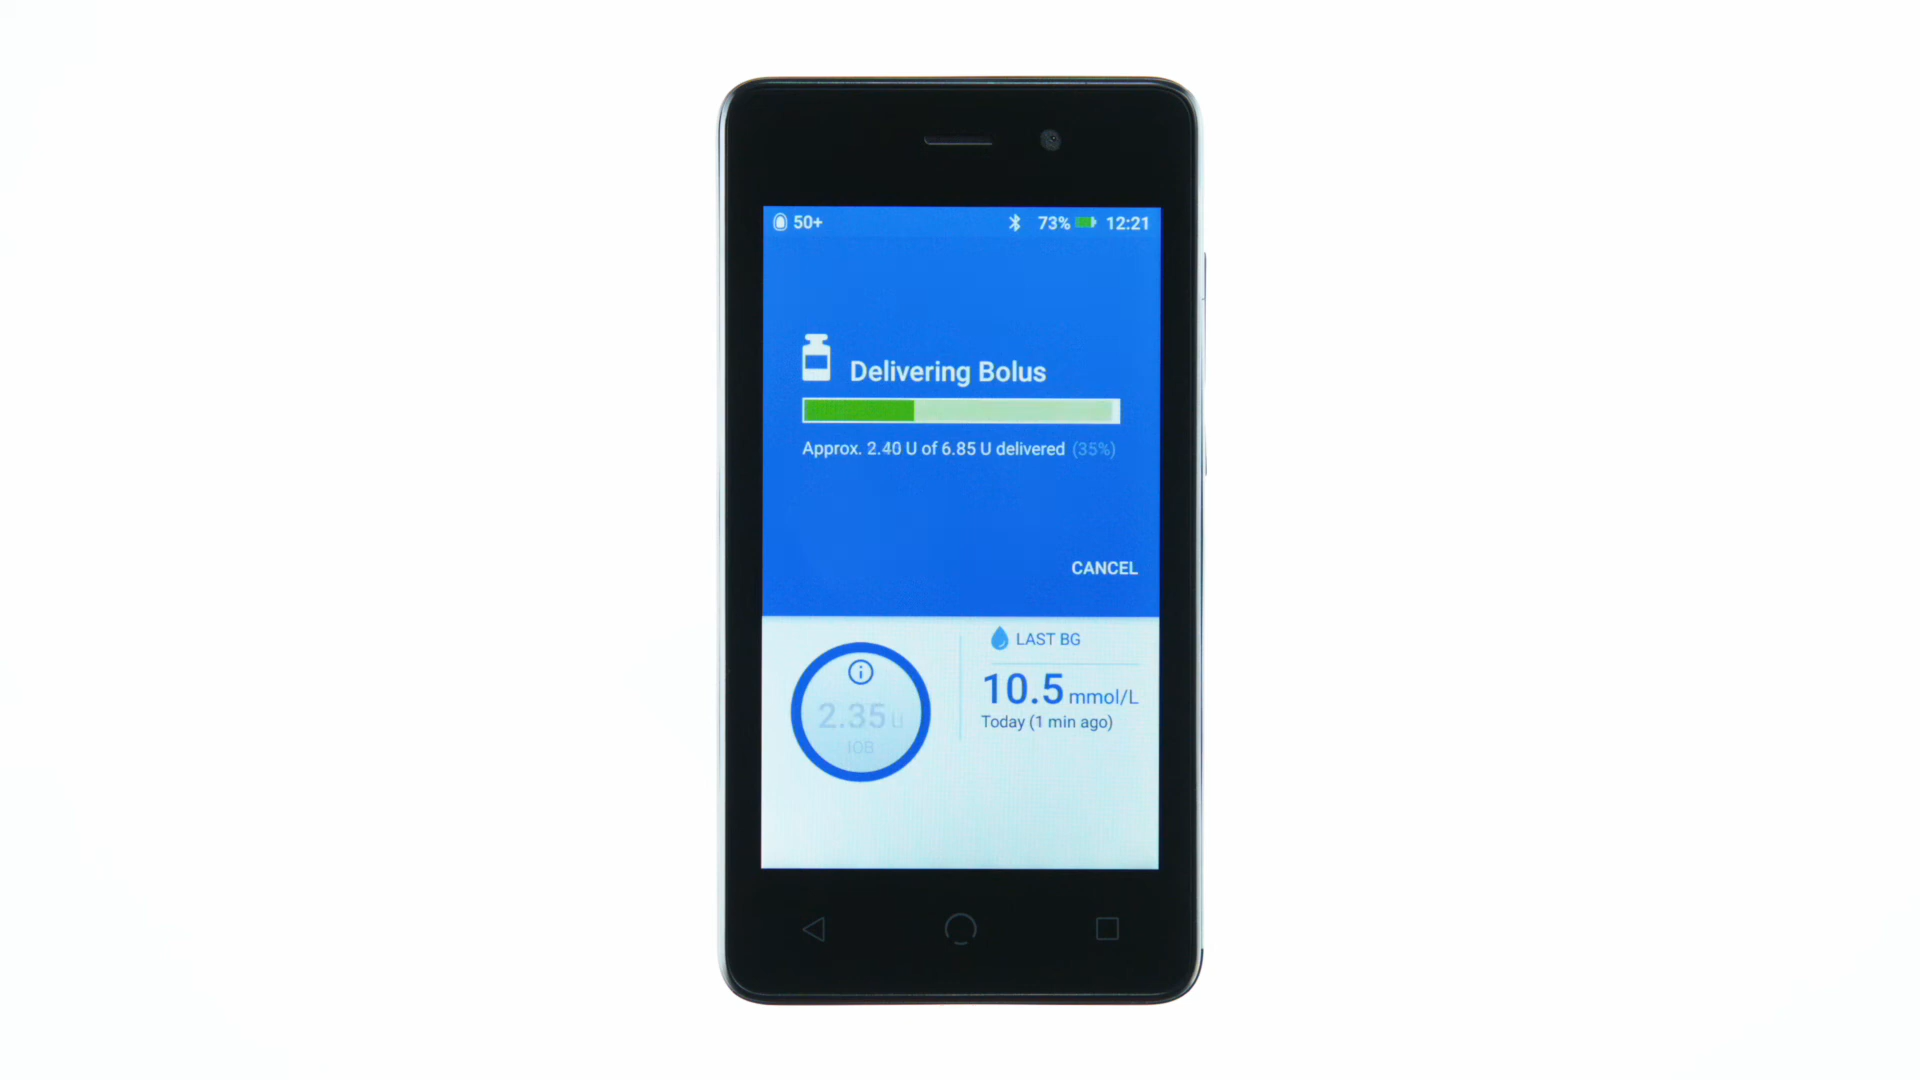 50+ 73% 12:21
Delivering Bolus
Approx. 2.40 U of 6.85 U delivered (35%)
CANCEL
LAST BG
10.5 mmol/L
Today (1 min ago)
2.35 U
IOB